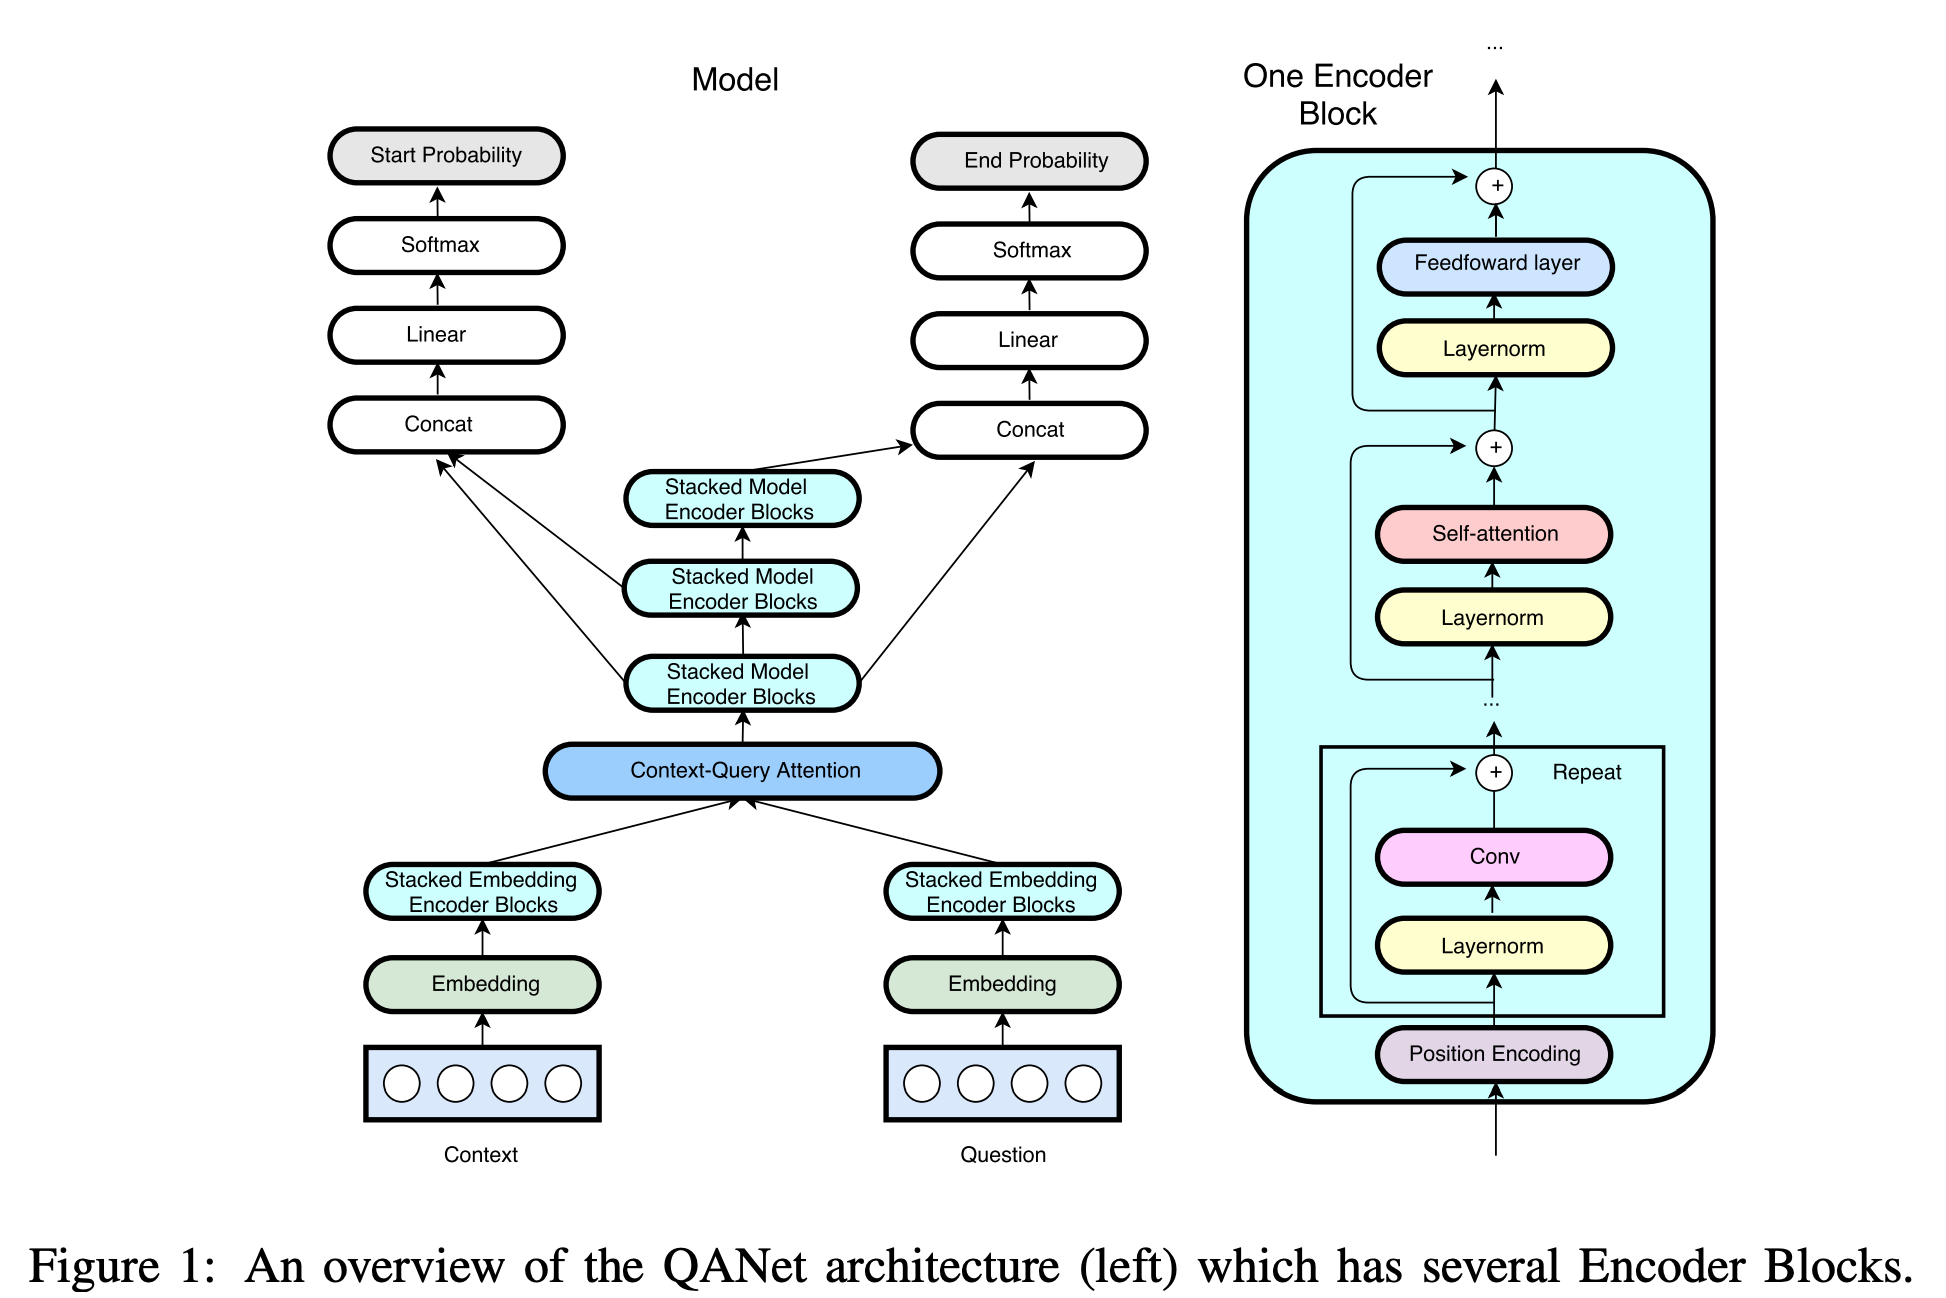 Model
Start Probability
Softmax
Linear
Concat
End Probability
Softmax
Linear
Concat
Stacked Model
Encoder Blocks
Stacked Model
Encoder Blocks
Stacked Model
Encoder Blocks
Context-Query Attention
Stacked Embedding
Encoder Blocks
Embedding
Context
Stacked Embedding
Encoder Blocks
Embedding
Question
One Encoder
Block
...
+
Feedfoward layer
Layernorm
+
Self-attention
Layernorm
...
+
Repeat
Conv
Layernorm
Position Encoding
Figure 1: An overview of the QANet architecture (left) which has several Encoder Blocks.